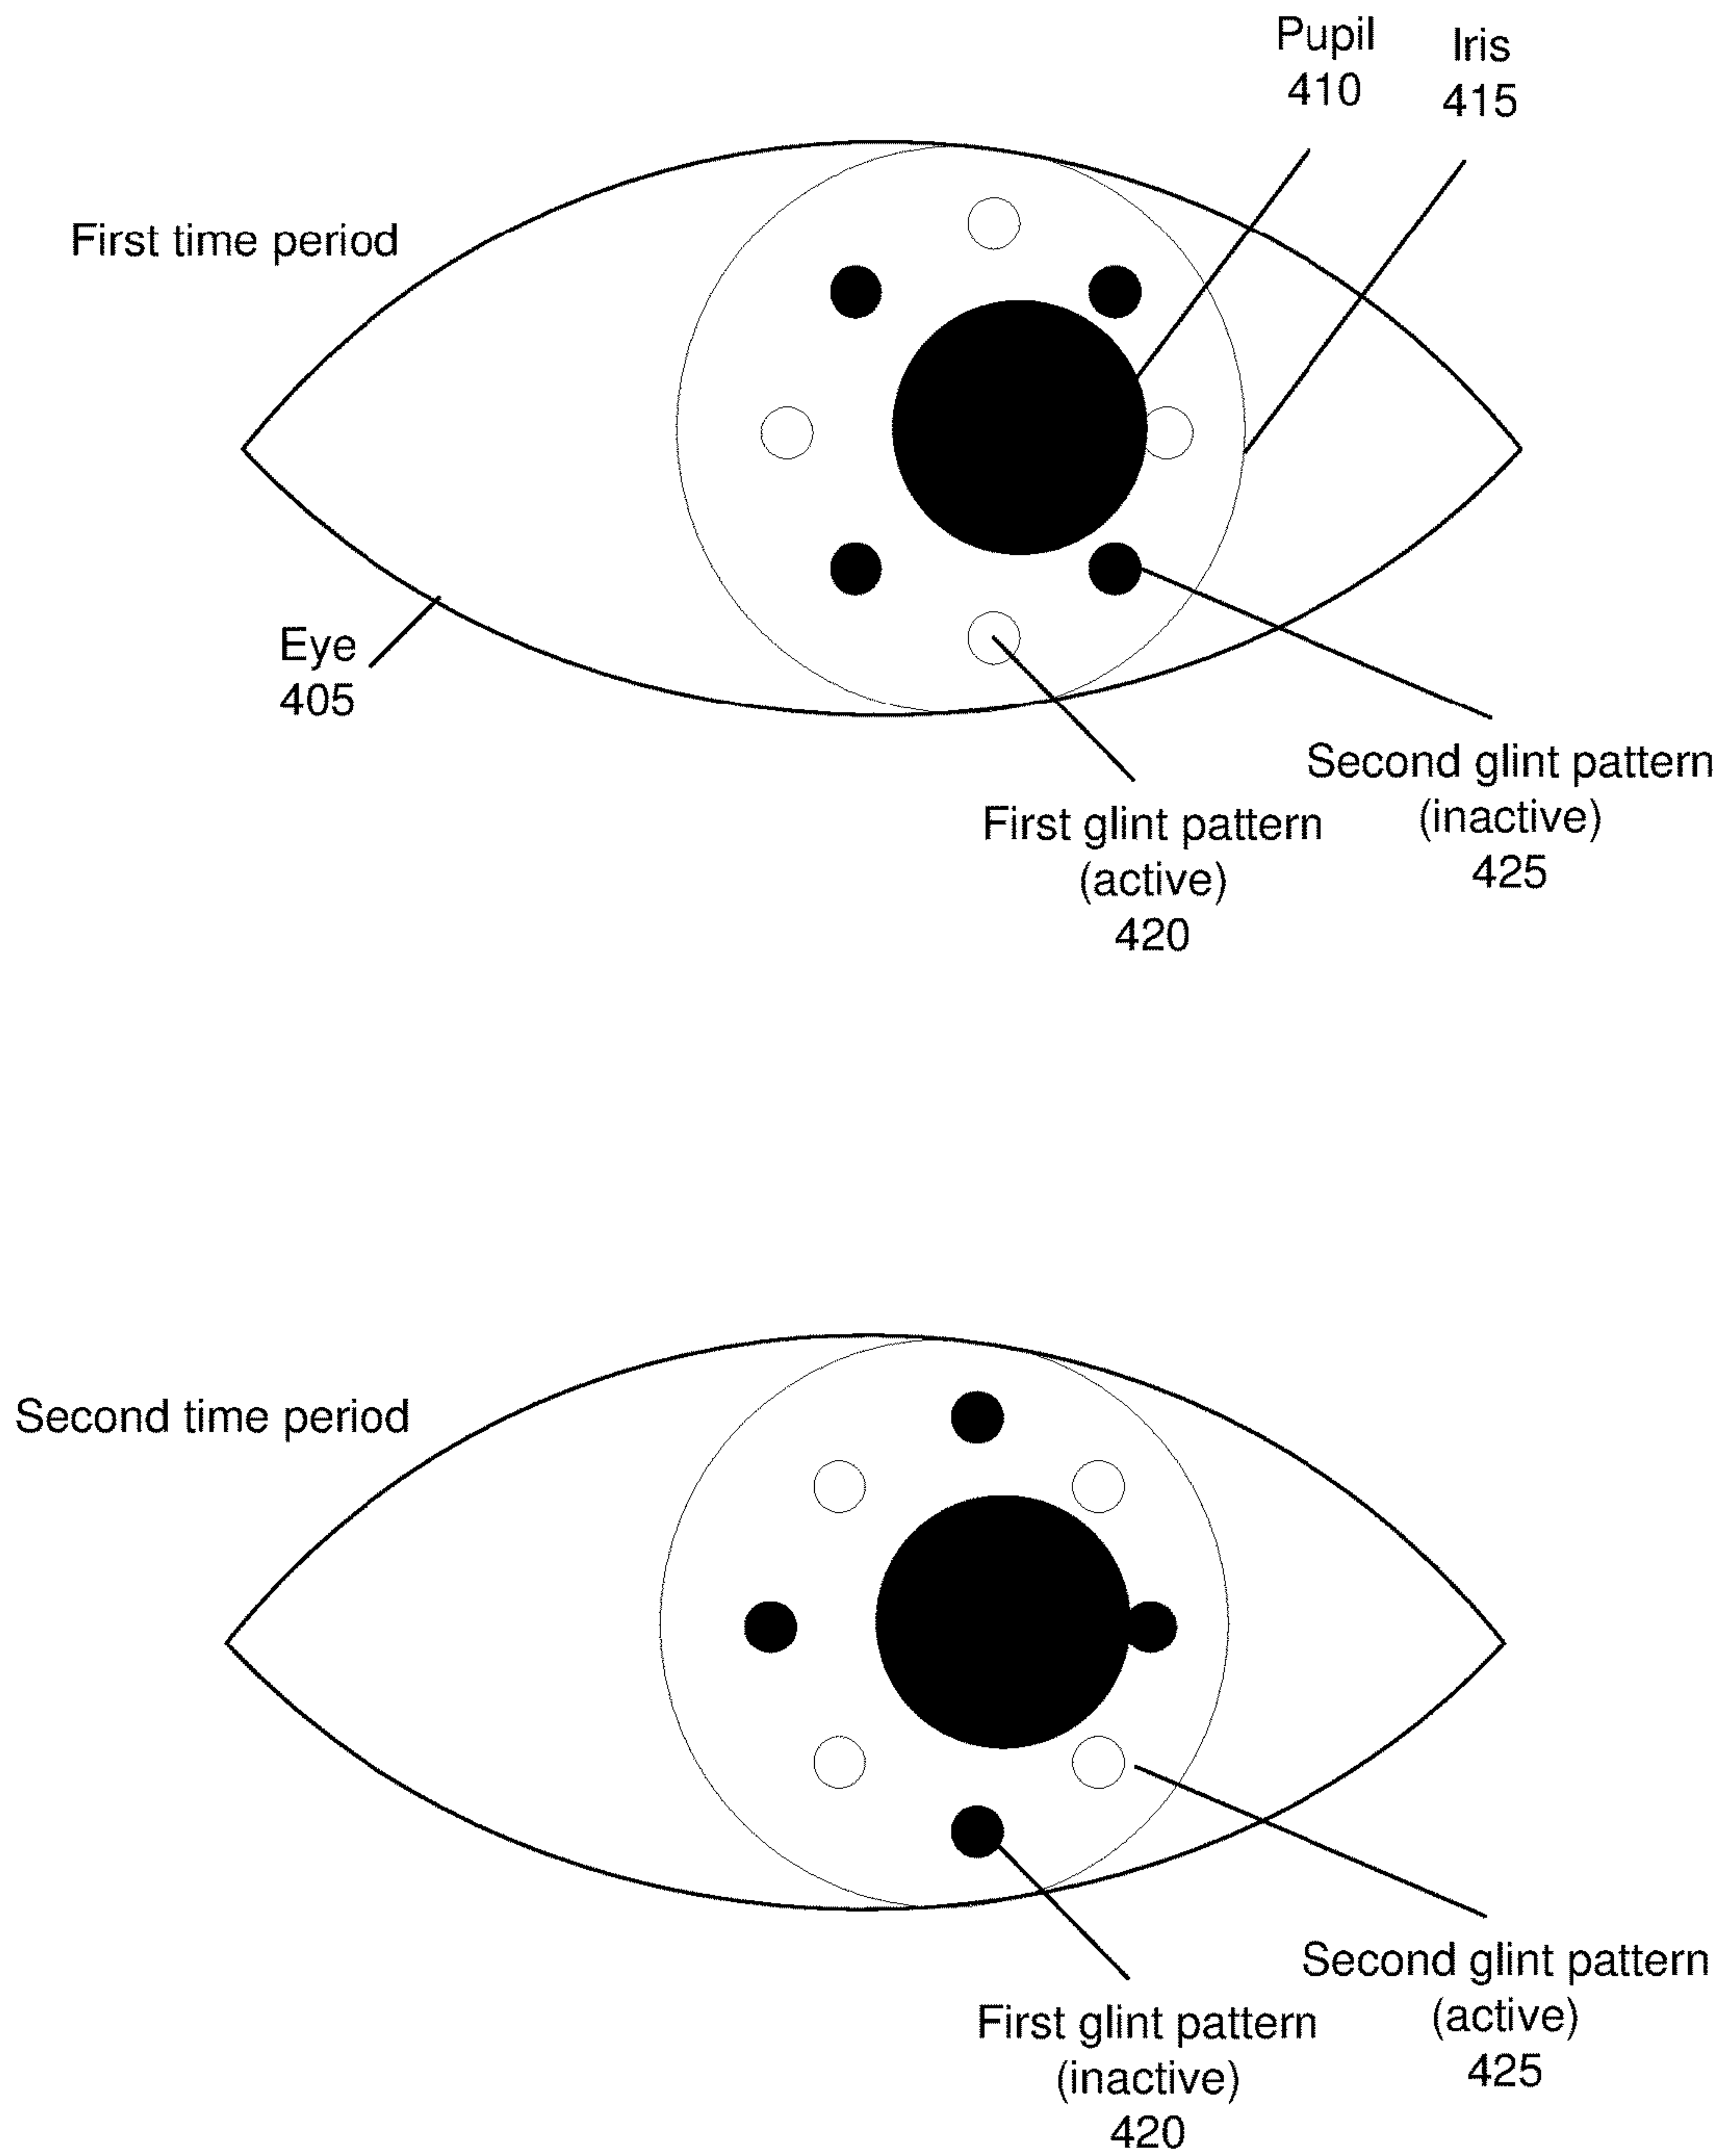 Pupil
410
Iris
415
First time period
Eye
405
Second glint pattern
(inactive)
425
First glint pattern
(active)
420
Second time period
Second glint pattern
(active)
425
First glint pattern
(inactive)
420